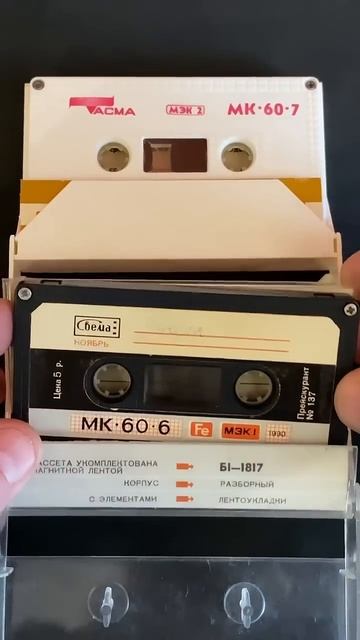 ТАСМА МЭК 2 МК·60·7
Свема
НОЯБРЬ
Цена 5 р.
Прейскурант № 137
МК·60·6 Fe МЭК I 1990
КАССЕТА УКОМПЛЕКТОВАНА
МАГНИТНОЙ ЛЕНТОЙ Б1—1817
КОРПУС РАЗБОРНЫЙ
С ЭЛЕМЕНТАМИ ЛЕНТОУКЛАДКИ